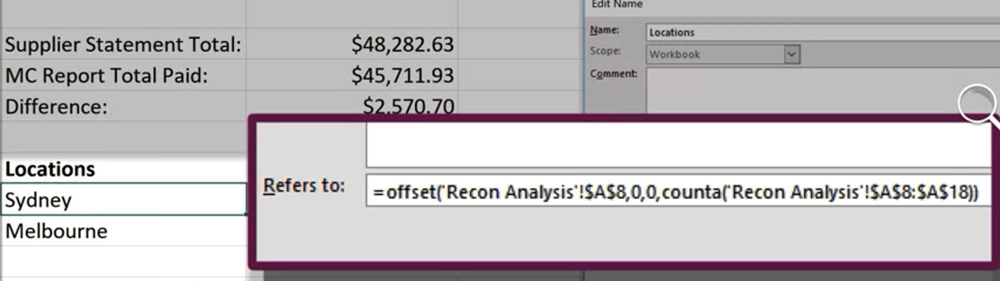 Edit Name
Name: Locations
Scope: Workbook
Comment:
Supplier Statement Total: $48,282.63
MC Report Total Paid: $45,711.93
Difference: $2,570.70
Locations
Sydney
Melbourne
Refers to: =offset('Recon Analysis'!$A$8,0,0,counta('Recon Analysis'!$A$8:$A$18))